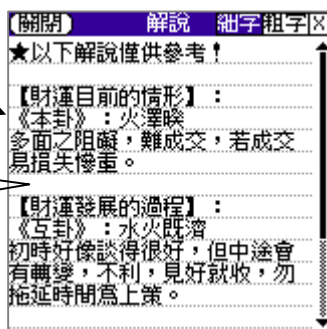 (關閉) 解說 細字 粗字 X
★以下解說僅供參考！
【財運目前的情形】：
《本卦》：火澤睽
多面之阻礙，難成交，若成交
易損失慘重。
【財運發展的過程】：
《互卦》：水火既濟
初時好像談得很好，但中途會
有轉變，不利，見好就收，勿
拖延時間為上策。